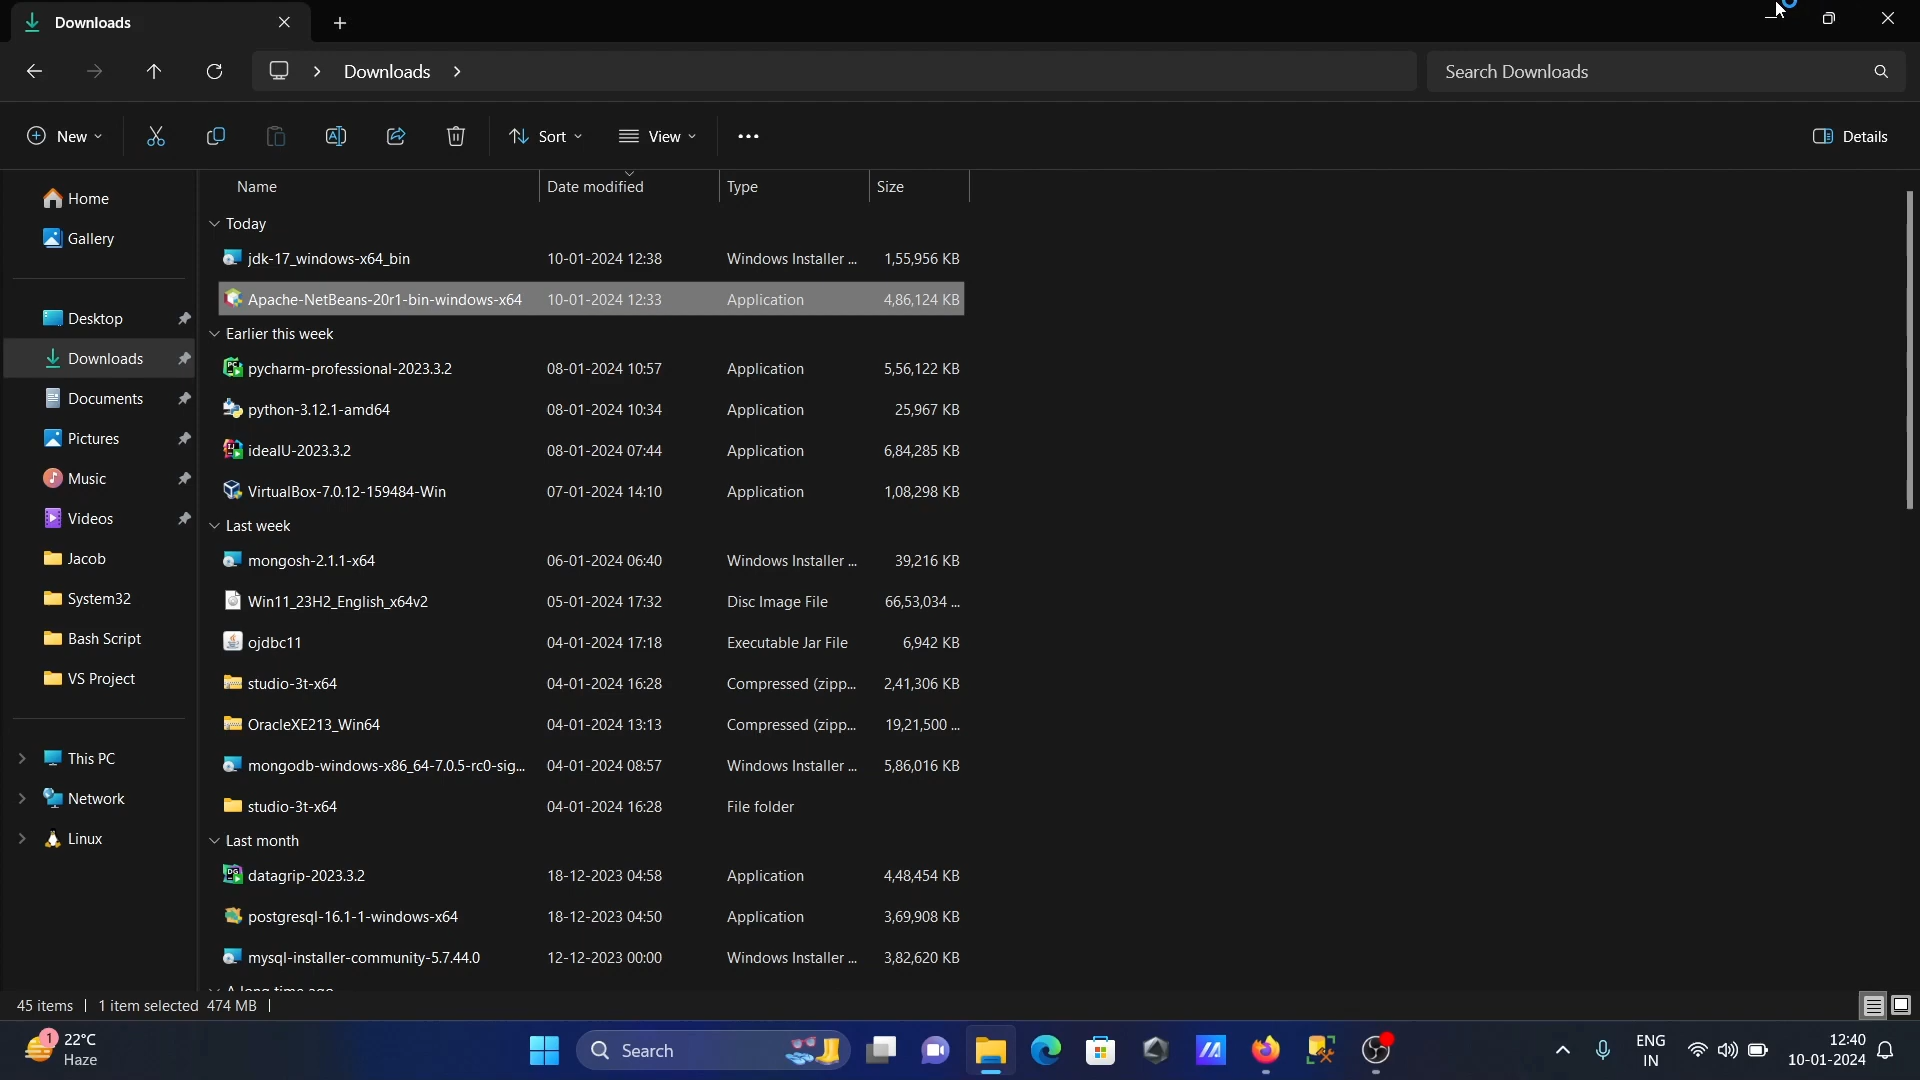 Downloads
Downloads
Search Downloads
New
Sort
View
Details
Home
Gallery
Desktop
Downloads
Documents
Pictures
Music
Videos
Jacob
System32
Bash Script
VS Project
This PC
Network
Linux
Name Date modified Type Size
Today
jdk-17_windows-x64_bin 10-01-2024 12:38 Windows Installer ... 1,55,956 KB
Apache-NetBeans-20r1-bin-windows-x64 10-01-2024 12:33 Application 4,86,124 KB
Earlier this week
pycharm-professional-2023.3.2 08-01-2024 10:57 Application 5,56,122 KB
python-3.12.1-amd64 08-01-2024 10:34 Application 25,967 KB
ideaIU-2023.3.2 08-01-2024 07:44 Application 6,84,285 KB
VirtualBox-7.0.12-159484-Win 07-01-2024 14:10 Application 1,08,298 KB
Last week
mongosh-2.1.1-x64 06-01-2024 06:40 Windows Installer ... 39,216 KB
Win11_23H2_English_x64v2 05-01-2024 17:32 Disc Image File 66,53,034 ...
ojdbc11 04-01-2024 17:18 Executable Jar File 6,942 KB
studio-3t-x64 04-01-2024 16:28 Compressed (zipp... 2,41,306 KB
OracleXE213_Win64 04-01-2024 13:13 Compressed (zipp... 19,21,500 ...
mongodb-windows-x86_64-7.0.5-rc0-sig... 04-01-2024 08:57 Windows Installer ... 5,86,016 KB
studio-3t-x64 04-01-2024 16:28 File folder
Last month
datagrip-2023.3.2 18-12-2023 04:58 Application 4,48,454 KB
postgresql-16.1-1-windows-x64 18-12-2023 04:50 Application 3,69,908 KB
mysql-installer-community-5.7.44.0 12-12-2023 00:00 Windows Installer ... 3,82,620 KB
A long time ago
45 items 1 item selected 474 MB
1
22°C
Haze
Search
ENG
IN
12:40
10-01-2024